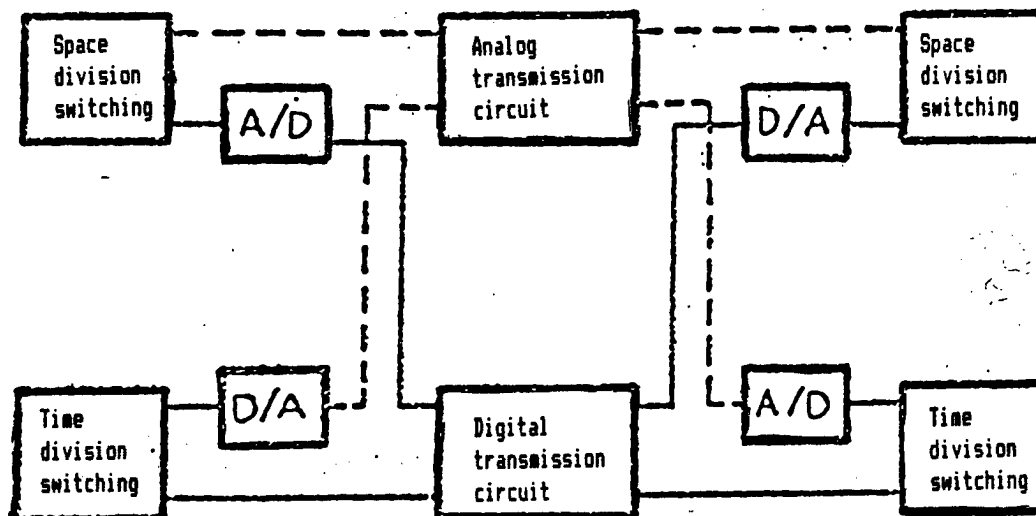 Space
division
switching
A/D
Analog
transmission
circuit
D/A
Space
division
switching
Time
division
switching
D/A
Digital
transmission
circuit
A/D
Time
division
switching